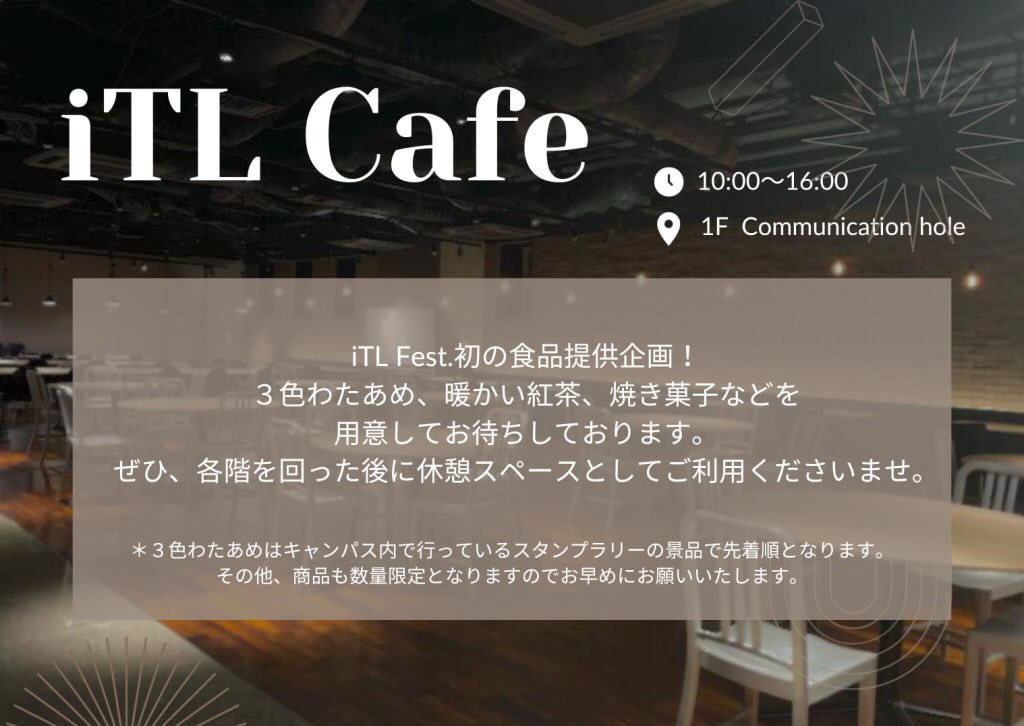 iTL Cafe
10:00〜16:00
1F Communication hole
iTL Fest.初の食品提供企画！
３色わたあめ、暖かい紅茶、焼き菓子などを
用意してお待ちしております。
ぜひ、各階を回った後に休憩スペースとしてご利用くださいませ。
＊３色わたあめはキャンパス内で行っているスタンプラリーの景品で先着順となります。
その他、商品も数量限定となりますのでお早めにお願いいたします。